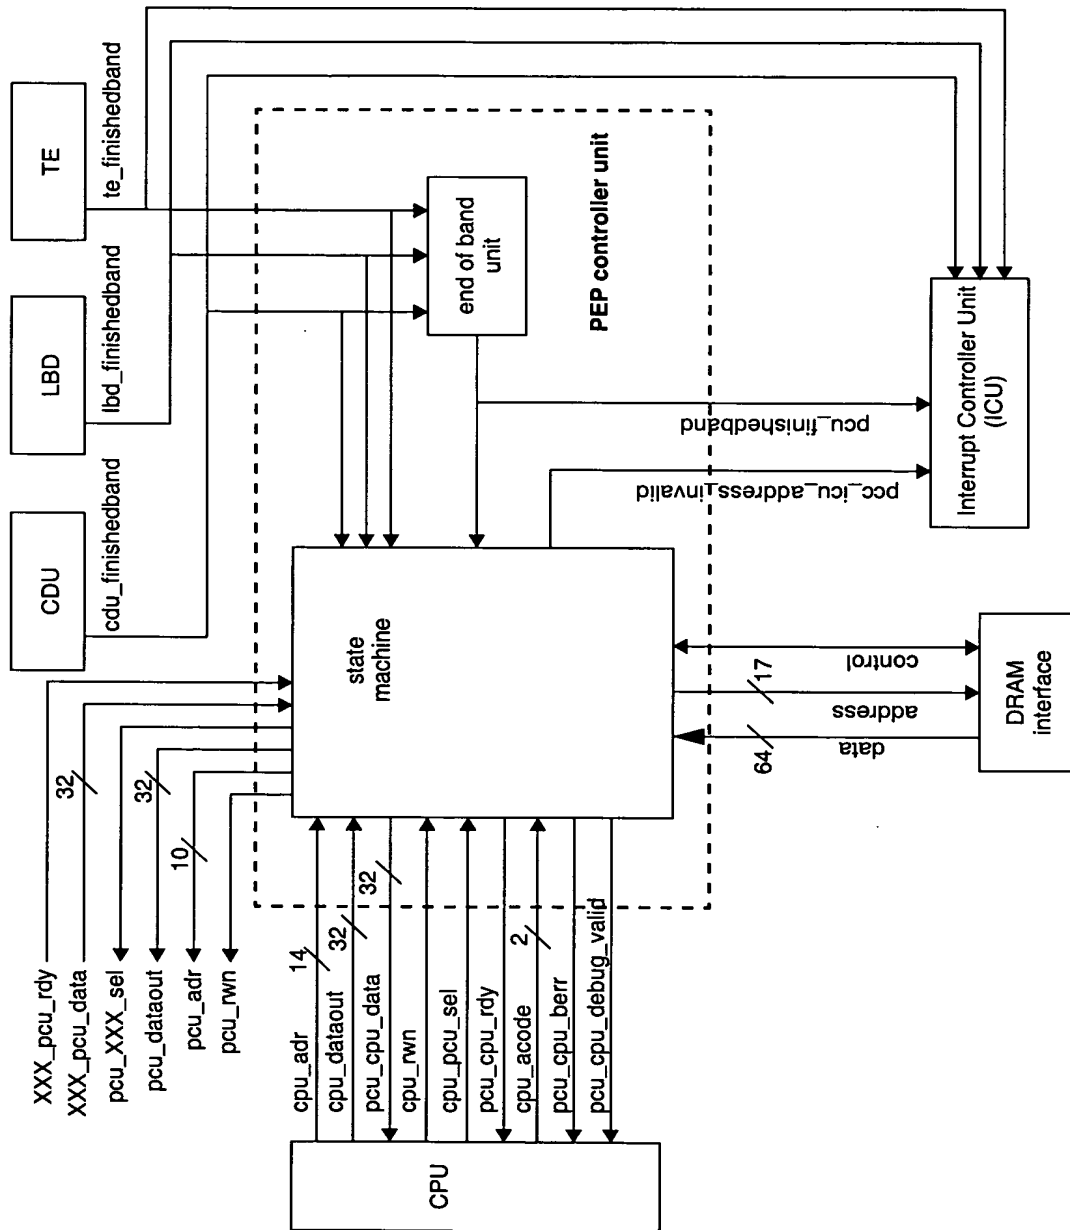 TE
te_finishedband
LBD
lbd_finishedband
CDU
cdu_finishedband
XXX_pcu_rdy
XXX_pcu_data
32
pcu_XXX_sel
pcu_dataout
32
pcu_adr
10
pcu_rwn
end of band
unit
PEP controller unit
state
machine
pcu_finishedband
pcc_icu_address_invalid
Interrupt Controller Unit
(ICU)
control
address
17
data
64
DRAM
interface
CPU
cpu_adr
14
cpu_dataout
32
pcu_cpu_data
32
cpu_rwn
cpu_pcu_sel
pcu_cpu_rdy
cpu_acode
2
pcu_cpu_berr
pcu_cpu_debug_valid